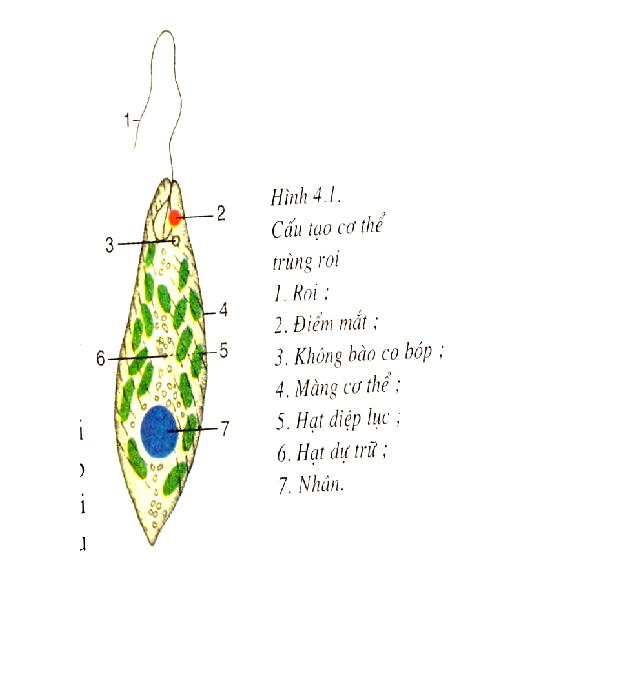 1
2
3
4
5
6
7
Hình 4.1.
Cấu tạo cơ thể
trùng roi
1. Roi ;
2. Điểm mắt ;
3. Không bào co bóp ;
4. Màng cơ thể ;
5. Hạt diệp lục ;
6. Hạt dự trữ ;
7. Nhân.
i
i